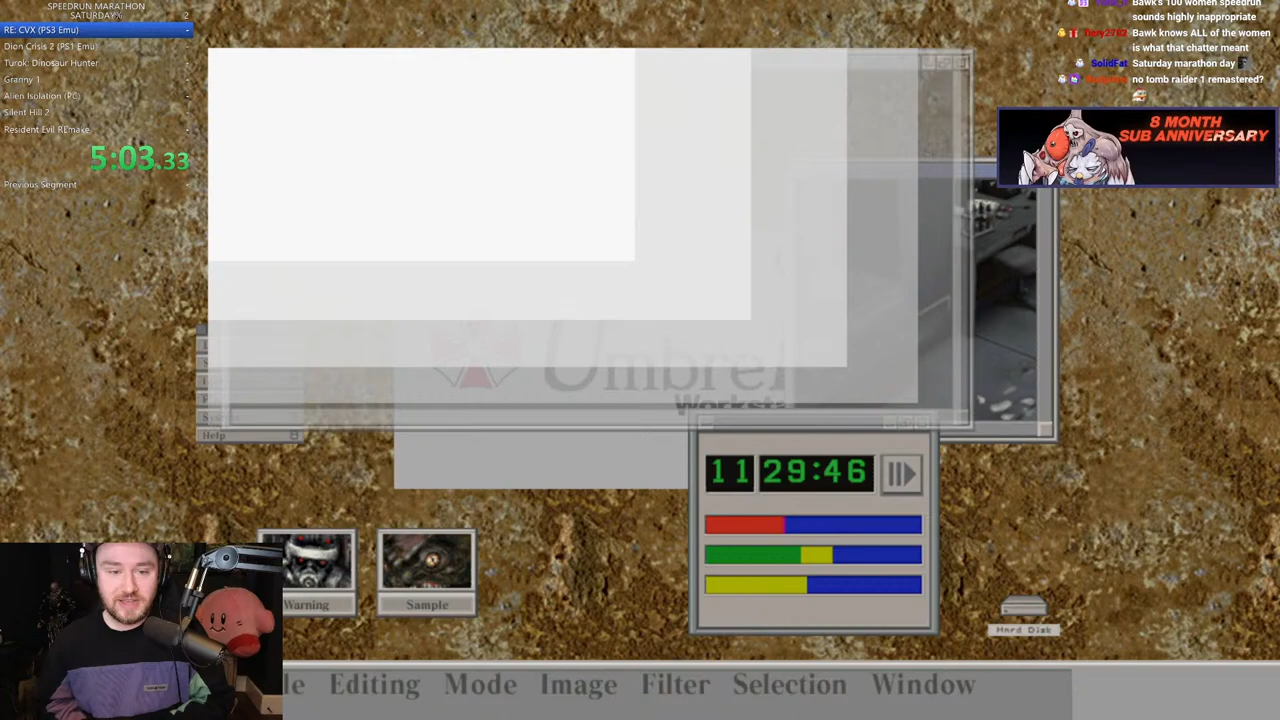 SPEEDRUN MARATHON
SATURDAY% 2
RE: CVX (PS3 Emu) -
Dion Crisis 2 (PS1 Emu) -
Turok: Dinosaur Hunter -
Granny 1 -
Alien Isolation (PC) -
Silent Hill 2 -
Resident Evil REmake -
5:03.33
Previous Segment -
Bawk's 100 women speedrun
sounds highly inappropriate
Bawk knows ALL of the women
is what that chatter meant
SolidFat Saturday marathon day
no tomb raider 1 remastered?
8 MONTH
SUB ANNIVERSARY
Umbrel
Workst
Help
11 29:46
Warning
Sample
Hard Disk
le Editing Mode Image Filter Selection Window